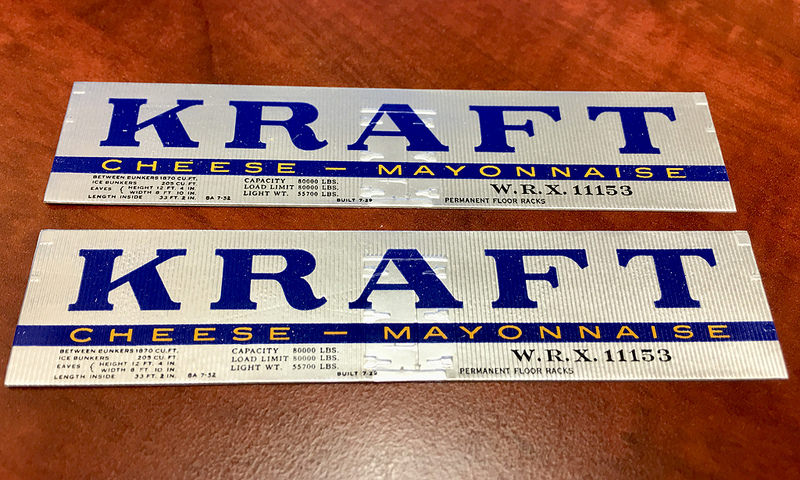 KRAFT
CHEESE — MAYONNAISE
BETWEEN BUNKERS 1870 CU.FT.
ICE BUNKERS 205 CU FT.
EAVES { HEIGHT 12 FT. 4 IN.
WIDTH 8 FT. 10 IN.
LENGTH INSIDE 33 FT. 2 IN. BA 7-32
CAPACITY 80000 LBS.
LOAD LIMIT 80000 LBS.
LIGHT WT. 55700 LBS.
BUILT 7-29
W.R.X. 11153
PERMANENT FLOOR RACKS
KRAFT
CHEESE — MAYONNAISE
BETWEEN BUNKERS 1870 CU.FT.
ICE BUNKERS 205 CU FT.
EAVES { HEIGHT 12 FT. 4 IN.
WIDTH 8 FT 10 IN.
LENGTH INSIDE 33 FT. 2 IN. BA 7-32
CAPACITY 80000 LBS.
LOAD LIMIT 80000 LBS.
LIGHT WT. 55700 LBS.
BUILT 7-29
W.R.X. 11153
PERMANENT FLOOR RACKS